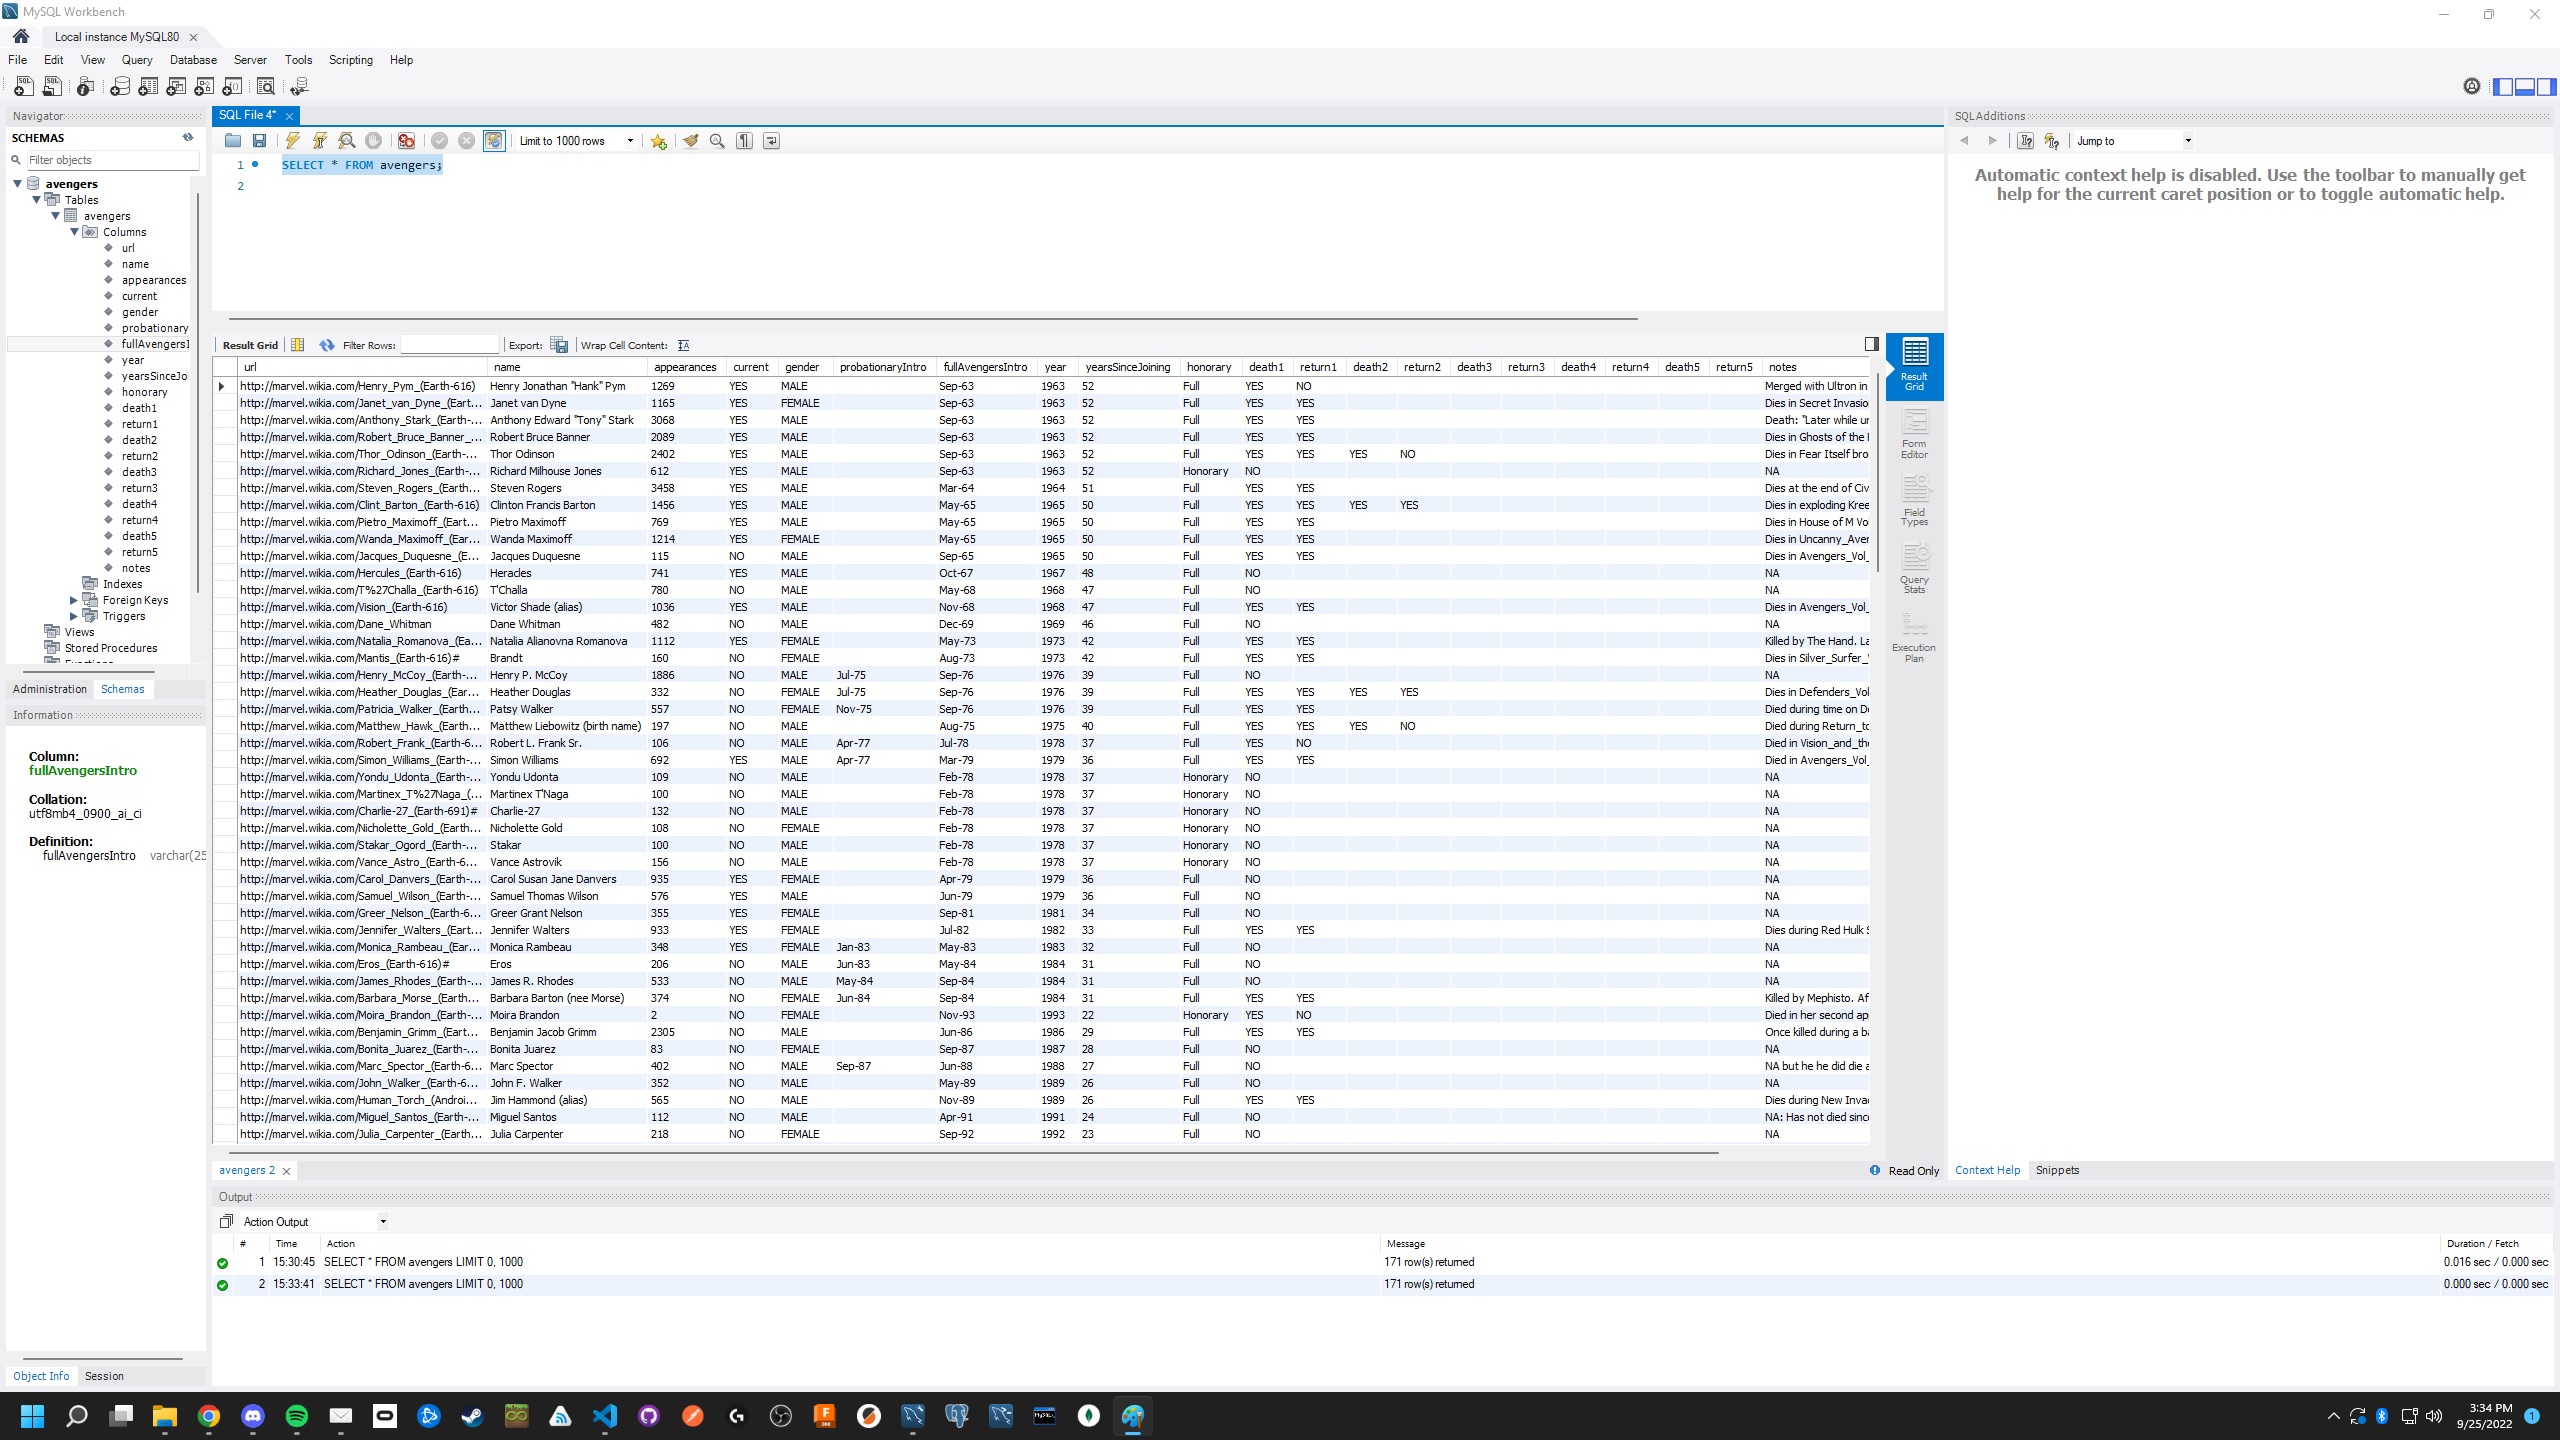 MySQL Workbench
Local instance MySQL80
File Edit View Query Database Server Tools Scripting Help
Navigator
SCHEMAS
Filter objects
avengers
Tables
avengers
Columns
url
name
appearances
current
gender
probationary
fullAvengersI
year
yearsSinceJo
honorary
death1
return1
death2
return2
death3
return3
death4
return4
death5
return5
notes
Indexes
Foreign Keys
Triggers
Views
Stored Procedures
Administration Schemas
Information
Column:
fullAvengersIntro
Collation:
utf8mb4_0900_ai_ci
Definition:
fullAvengersIntro varchar(25
Object Info Session
SQL File 4*
Limit to 1000 rows
1 SELECT * FROM avengers;
2
Result Grid Filter Rows: Export: Wrap Cell Content:
url name appearances current gender probationaryIntro fullAvengersIntro year yearsSinceJoining honorary death1 return1 death2 return2 death3 return3 death4 return4 death5 return5 notes
http://marvel.wikia.com/Henry_Pym_(Earth-616) Henry Jonathan "Hank" Pym 1269 YES MALE Sep-63 1963 52 Full YES NO Merged with Ultron in
http://marvel.wikia.com/Janet_van_Dyne_(Eart... Janet van Dyne 1165 YES FEMALE Sep-63 1963 52 Full YES YES Dies in Secret Invasio
http://marvel.wikia.com/Anthony_Stark_(Earth-... Anthony Edward "Tony" Stark 3068 YES MALE Sep-63 1963 52 Full YES YES Death: "Later while un
http://marvel.wikia.com/Robert_Bruce_Banner_... Robert Bruce Banner 2089 YES MALE Sep-63 1963 52 Full YES YES Dies in Ghosts of the
http://marvel.wikia.com/Thor_Odinson_(Earth-... Thor Odinson 2402 YES MALE Sep-63 1963 52 Full YES YES YES NO Dies in Fear Itself bro
http://marvel.wikia.com/Richard_Jones_(Earth-... Richard Milhouse Jones 612 YES MALE Sep-63 1963 52 Honorary NO NA
http://marvel.wikia.com/Steven_Rogers_(Earth... Steven Rogers 3458 YES MALE Mar-64 1964 51 Full YES YES Dies at the end of Civ
http://marvel.wikia.com/Clint_Barton_(Earth-616) Clinton Francis Barton 1456 YES MALE May-65 1965 50 Full YES YES YES YES Dies in exploding Kree
http://marvel.wikia.com/Pietro_Maximoff_(Eart... Pietro Maximoff 769 YES MALE May-65 1965 50 Full YES YES Dies in House of M Vo
http://marvel.wikia.com/Wanda_Maximoff_(Ear... Wanda Maximoff 1214 YES FEMALE May-65 1965 50 Full YES YES Dies in Uncanny_Aven
http://marvel.wikia.com/Jacques_Duquesne_(E... Jacques Duquesne 115 NO MALE Sep-65 1965 50 Full YES YES Dies in Avengers_Vol_
http://marvel.wikia.com/Hercules_(Earth-616) Heracles 741 YES MALE Oct-67 1967 48 Full NO NA
http://marvel.wikia.com/T%27Challa_(Earth-616) T'Challa 780 NO MALE May-68 1968 47 Full NO NA
http://marvel.wikia.com/Vision_(Earth-616) Victor Shade (alias) 1036 YES MALE Nov-68 1968 47 Full YES YES Dies in Avengers_Vol_
http://marvel.wikia.com/Dane_Whitman Dane Whitman 482 NO MALE Dec-69 1969 46 Full NO NA
http://marvel.wikia.com/Natalia_Romanova_(Ea... Natalia Alianovna Romanova 1112 YES FEMALE May-73 1973 42 Full YES YES Killed by The Hand. La
http://marvel.wikia.com/Mantis_(Earth-616)# Brandt 160 NO FEMALE Aug-73 1973 42 Full YES YES Dies in Silver_Surfer_
http://marvel.wikia.com/Henry_McCoy_(Earth-... Henry P. McCoy 1886 NO MALE Jul-75 Sep-76 1976 39 Full NO NA
http://marvel.wikia.com/Heather_Douglas_(Ear... Heather Douglas 332 NO FEMALE Jul-75 Sep-76 1976 39 Full YES YES YES YES Dies in Defenders_Vol
http://marvel.wikia.com/Patricia_Walker_(Earth... Patsy Walker 557 NO FEMALE Nov-75 Sep-76 1976 39 Full YES YES Died during time on De
http://marvel.wikia.com/Matthew_Hawk_(Earth... Matthew Liebowitz (birth name) 197 NO MALE Aug-75 1975 40 Full YES YES YES NO Died during Return_to
http://marvel.wikia.com/Robert_Frank_(Earth-6... Robert L. Frank Sr. 106 NO MALE Apr-77 Jul-78 1978 37 Full YES NO Died in Vision_and_the
http://marvel.wikia.com/Simon_Williams_(Earth... Simon Williams 692 YES MALE Apr-77 Mar-79 1979 36 Full YES YES Died in Avengers_Vol_
http://marvel.wikia.com/Yondu_Udonta_(Earth-... Yondu Udonta 109 NO MALE Feb-78 1978 37 Honorary NO NA
http://marvel.wikia.com/Martinex_T%27Naga_(... Martinex T'Naga 100 NO MALE Feb-78 1978 37 Honorary NO NA
http://marvel.wikia.com/Charlie-27_(Earth-691)# Charlie-27 132 NO MALE Feb-78 1978 37 Honorary NO NA
http://marvel.wikia.com/Nicholette_Gold_(Earth... Nicholette Gold 108 NO FEMALE Feb-78 1978 37 Honorary NO NA
http://marvel.wikia.com/Stakar_Ogord_(Earth-... Stakar 100 NO MALE Feb-78 1978 37 Honorary NO NA
http://marvel.wikia.com/Vance_Astro_(Earth-6... Vance Astrovik 156 NO MALE Feb-78 1978 37 Honorary NO NA
http://marvel.wikia.com/Carol_Danvers_(Earth-... Carol Susan Jane Danvers 935 YES FEMALE Apr-79 1979 36 Full NO NA
http://marvel.wikia.com/Samuel_Wilson_(Earth-... Samuel Thomas Wilson 576 YES MALE Jun-79 1979 36 Full NO NA
http://marvel.wikia.com/Greer_Nelson_(Earth-6... Greer Grant Nelson 355 YES FEMALE Sep-81 1981 34 Full NO NA
http://marvel.wikia.com/Jennifer_Walters_(Eart... Jennifer Walters 933 YES FEMALE Jul-82 1982 33 Full YES YES Dies during Red Hulk S
http://marvel.wikia.com/Monica_Rambeau_(Ear... Monica Rambeau 348 YES FEMALE Jan-83 May-83 1983 32 Full NO NA
http://marvel.wikia.com/Eros_(Earth-616)# Eros 206 NO MALE Jun-83 May-84 1984 31 Full NO NA
http://marvel.wikia.com/James_Rhodes_(Earth-... James R. Rhodes 533 NO MALE May-84 Sep-84 1984 31 Full NO NA
http://marvel.wikia.com/Barbara_Morse_(Earth... Barbara Barton (nee Morse) 374 NO FEMALE Jun-84 Sep-84 1984 31 Full YES YES Killed by Mephisto. Af
http://marvel.wikia.com/Moira_Brandon_(Earth-... Moira Brandon 2 NO FEMALE Nov-93 1993 22 Honorary YES NO Died in her second ap
http://marvel.wikia.com/Benjamin_Grimm_(Eart... Benjamin Jacob Grimm 2305 NO MALE Jun-86 1986 29 Full YES YES Once killed during a ba
http://marvel.wikia.com/Bonita_Juarez_(Earth-... Bonita Juarez 83 NO FEMALE Sep-87 1987 28 Full NO NA
http://marvel.wikia.com/Marc_Spector_(Earth-6... Marc Spector 402 NO MALE Sep-87 Jun-88 1988 27 Full NO NA but he he did die a
http://marvel.wikia.com/John_Walker_(Earth-6... John F. Walker 352 NO MALE May-89 1989 26 Full NO NA
http://marvel.wikia.com/Human_Torch_(Androi... Jim Hammond (alias) 565 NO MALE Nov-89 1989 26 Full YES YES Dies during New Invad
http://marvel.wikia.com/Miguel_Santos_(Earth-... Miguel Santos 112 NO MALE Apr-91 1991 24 Full NO NA: Has not died since
http://marvel.wikia.com/Julia_Carpenter_(Earth... Julia Carpenter 218 NO FEMALE Sep-92 1992 23 Full NO NA
Result Grid
Form Editor
Field Types
Query Stats
Execution Plan
avengers 2
Read Only
SQLAdditions
Jump to
Automatic context help is disabled. Use the toolbar to manually get
help for the current caret position or to toggle automatic help.
Context Help Snippets
Output
Action Output
# Time Action Message Duration / Fetch
1 15:30:45 SELECT * FROM avengers LIMIT 0, 1000 171 row(s) returned 0.016 sec / 0.000 sec
2 15:33:41 SELECT * FROM avengers LIMIT 0, 1000 171 row(s) returned 0.000 sec / 0.000 sec
3:34 PM
9/25/2022
1